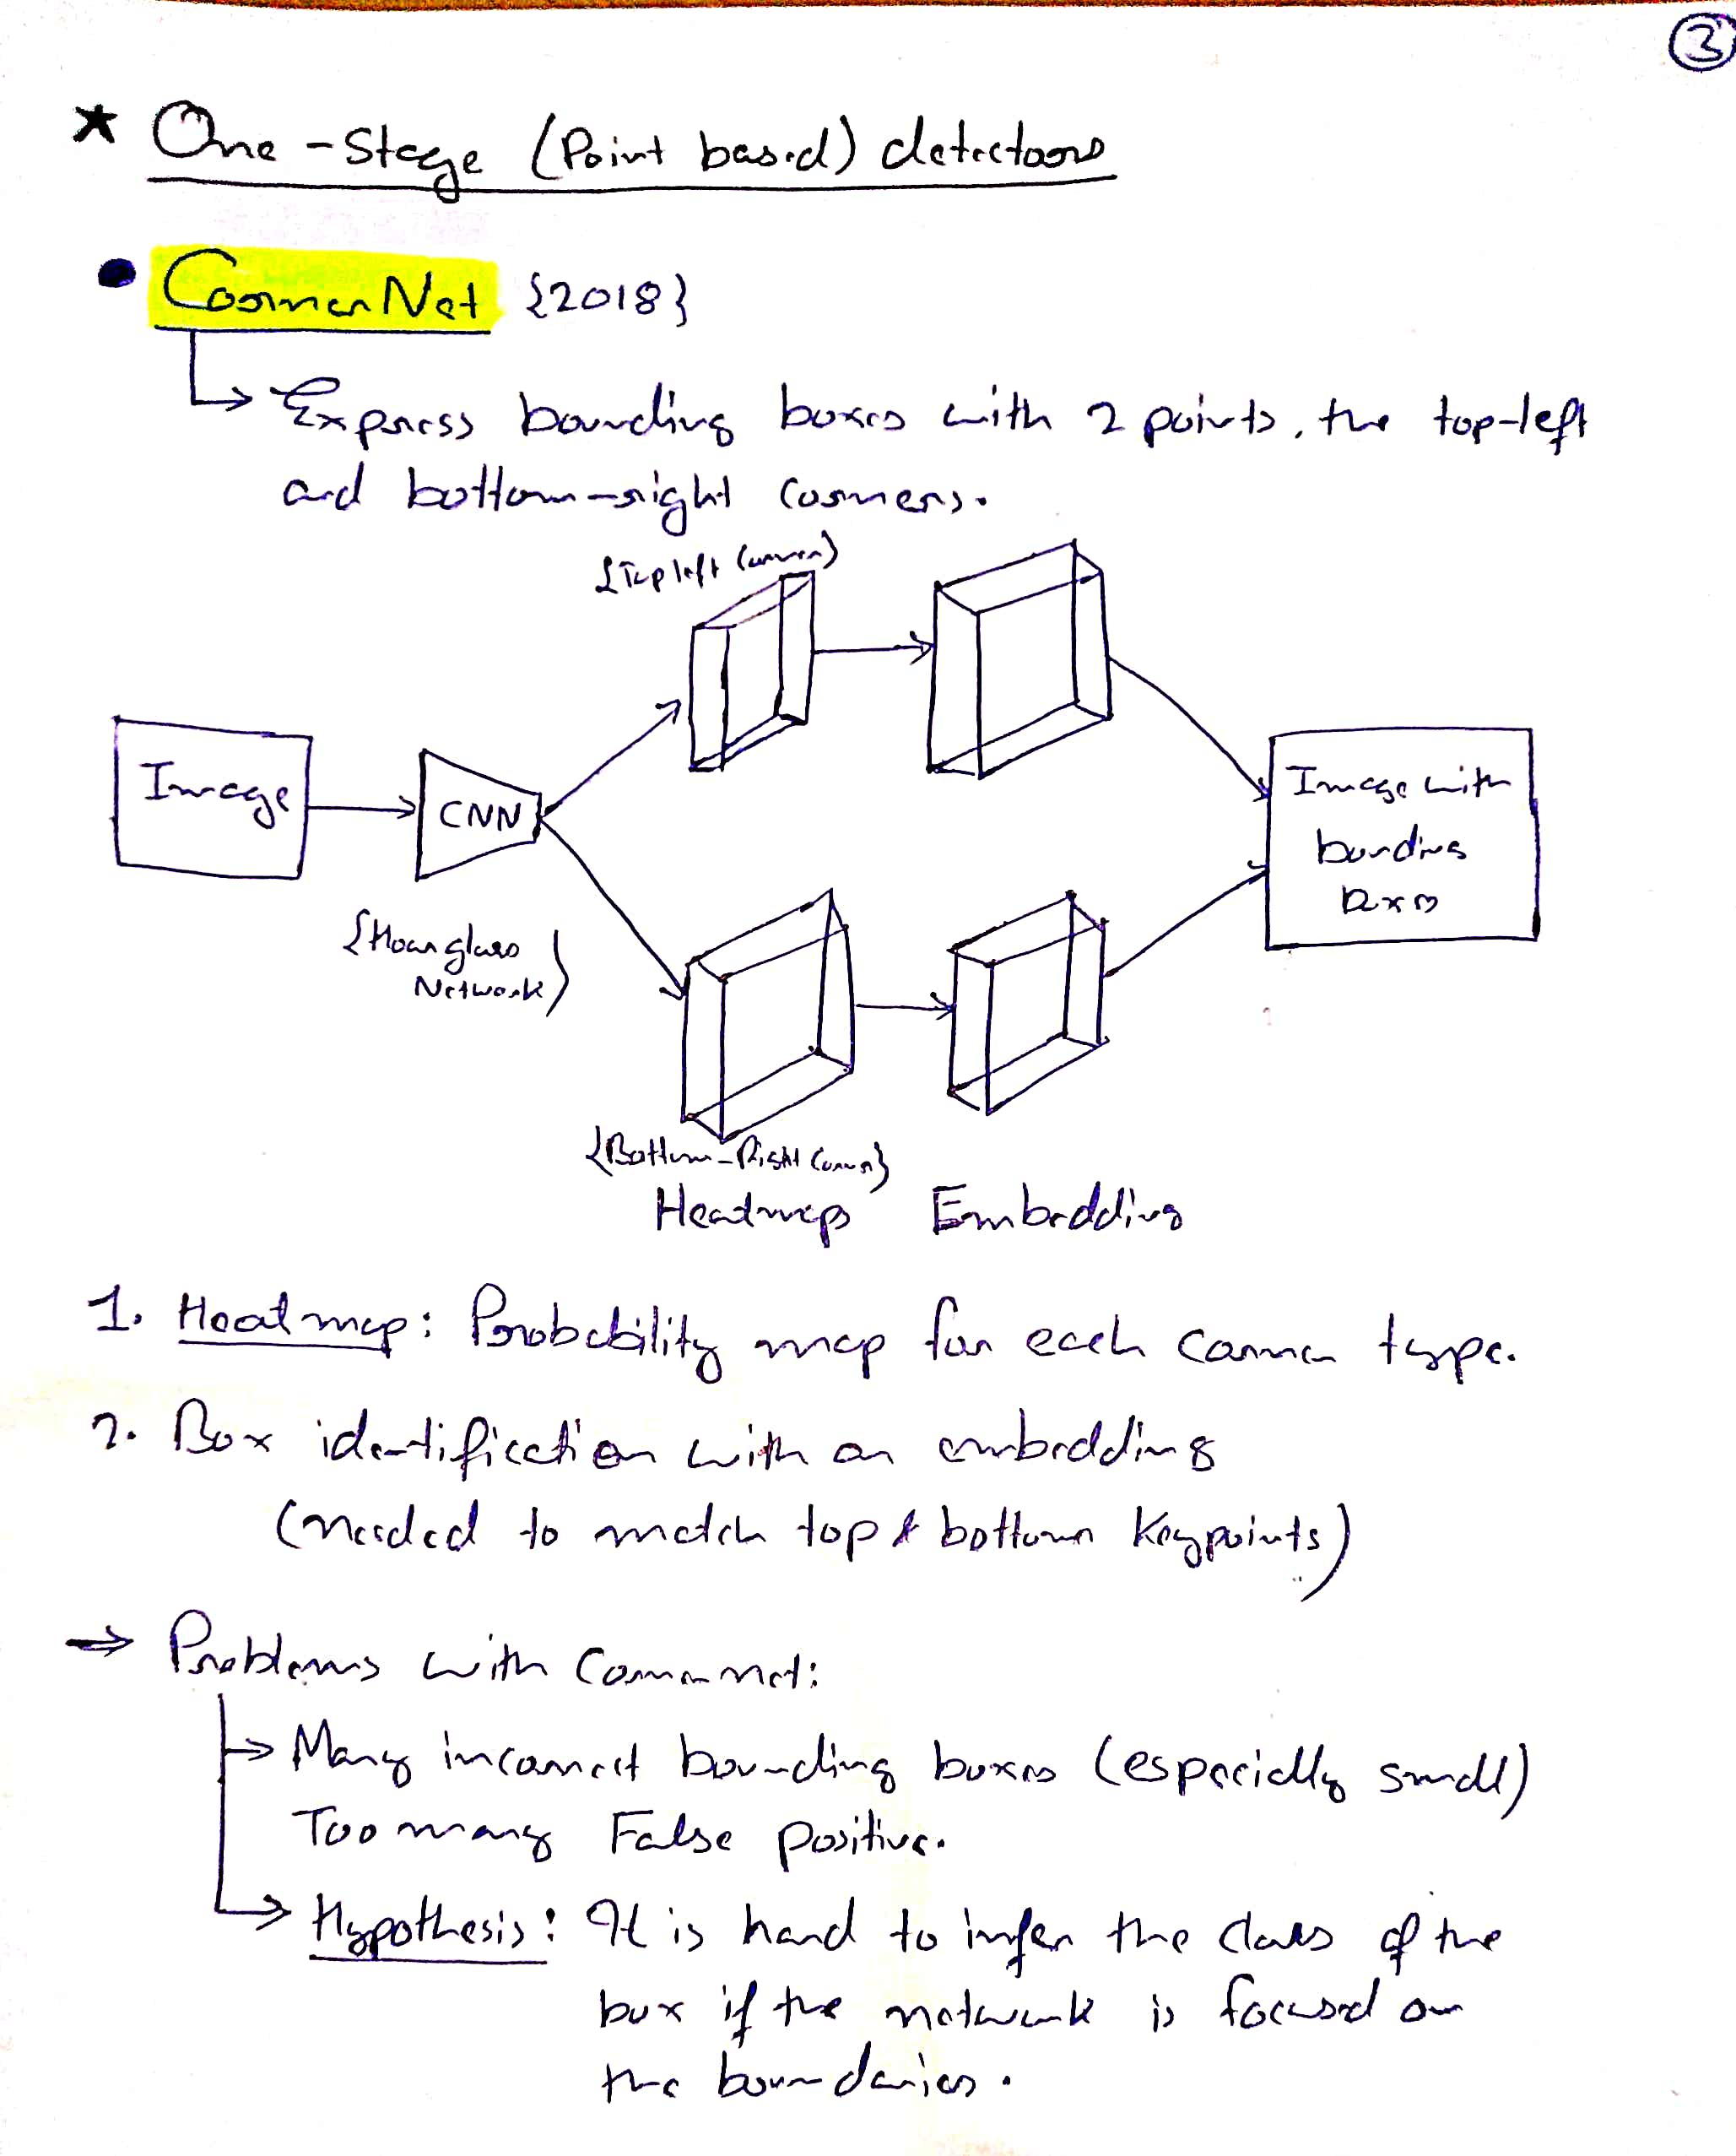 3
* One-Stage (Point based) detectors
• CornerNet {2018}
Express bounding boxes with 2 points, the top-left
and bottom-right corners.
{Top left Corner}
Image
CNN
Image with
bounding
boxes
{Hourglass
Network}
{Bottom-Right Corner}
Heatmaps Embedding
1. Heatmap: Probability map for each corner type.
2. Box identification with an embedding
(needed to match top & bottom Keypoints)
→ Problems with Cornernet:
→ Many incorrect bounding boxes (especially small)
Too many False positive.
→ Hypothesis: It is hard to infer the class of the
box if the network is focused on
the boundaries.